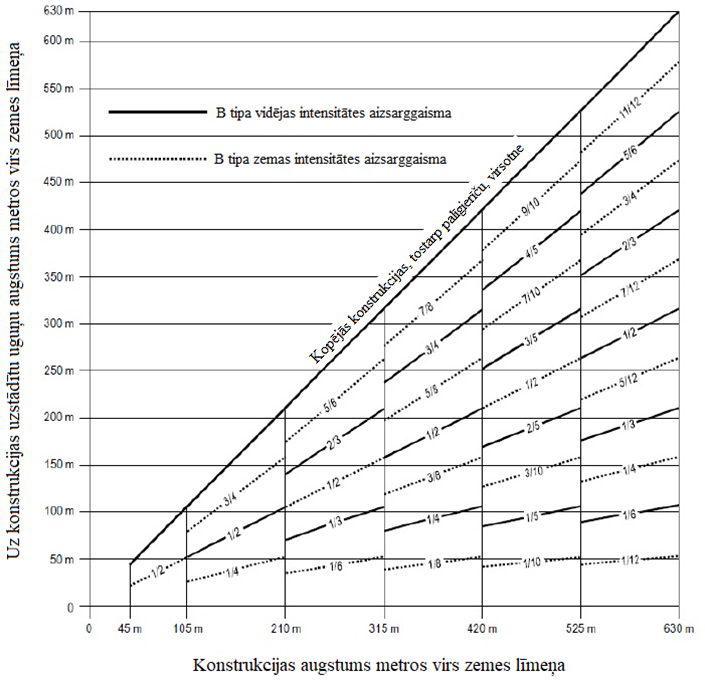 630 m
600 m
550 m
500 m
450 m
400 m
350 m
300 m
250 m
200 m
150 m
100 m
50 m
0
Uz konstrukcijas uzstādītu uguņu augstums metros virs zemes līmeņa
B tipa vidējas intensitātes aizsarggaisma
B tipa zemas intensitātes aizsarggaisma
Kopējās konstrukcijas, tostarp palīgierīču, virsotne
1/2
3/4
1/2
1/4
5/6
2/3
1/2
1/3
1/6
7/8
3/4
5/8
1/2
3/8
1/4
1/8
9/10
4/5
7/10
3/5
1/2
2/5
3/10
1/5
1/10
11/12
5/6
3/4
2/3
7/12
1/2
5/12
1/3
1/4
1/6
1/12
0 45 m 105 m 210 m 315 m 420 m 525 m 630 m
Konstrukcijas augstums metros virs zemes līmeņa